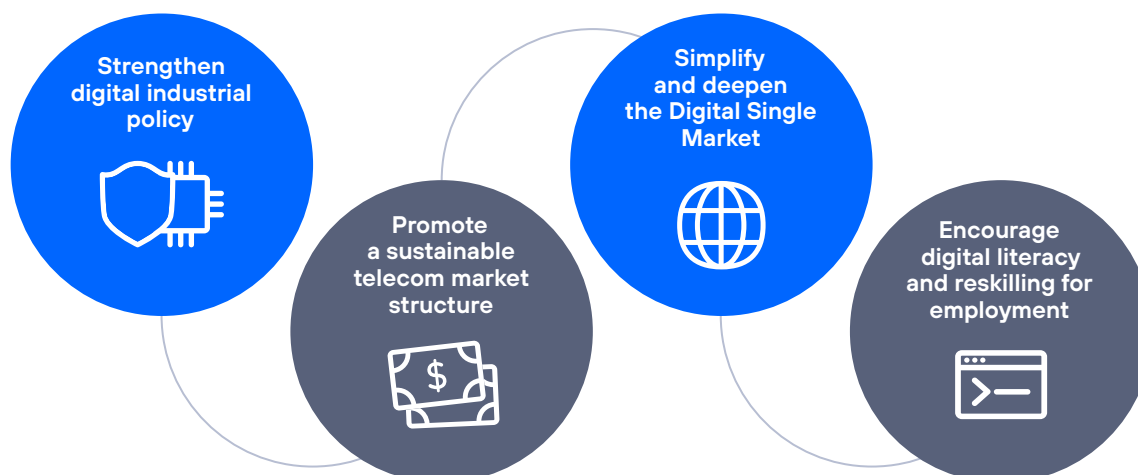 Strengthen
digital industrial
policy
Promote
a sustainable
telecom market
structure
$
Simplify
and deepen
the Digital Single
Market
Encourage
digital literacy
and reskilling for
employment